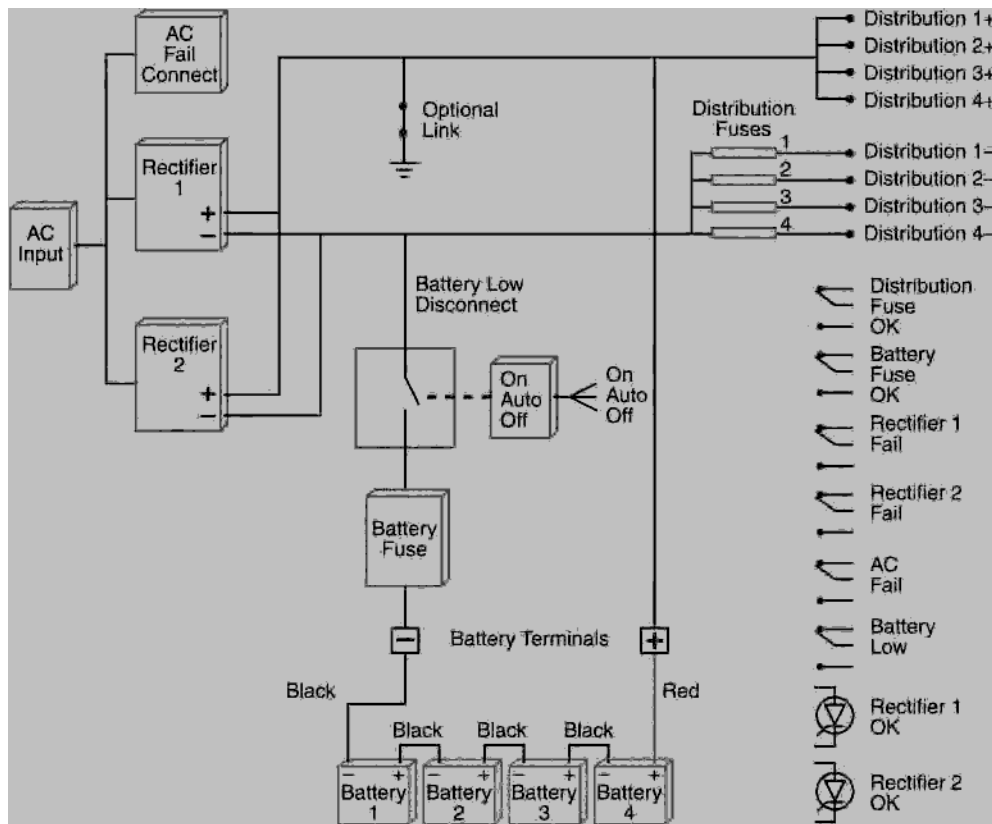 AC
Fail
Connect
Rectifier
1
+
−
AC
Input
Rectifier
2
+
−
Optional
Link
Distribution
Fuses
1
2
3
4
Distribution 1+
Distribution 2+
Distribution 3+
Distribution 4+
Distribution 1−
Distribution 2−
Distribution 3−
Distribution 4−
Battery Low
Disconnect
On
Auto
Off
On
Auto
Off
Battery
Fuse
−
Battery Terminals
+
Black
Red
Black
Black
Black
− +
Battery
1
− +
Battery
2
− +
Battery
3
− +
Battery
4
Distribution
Fuse
OK
Battery
Fuse
OK
Rectifier 1
Fail
Rectifier 2
Fail
AC
Fail
Battery
Low
Rectifier 1
OK
Rectifier 2
OK